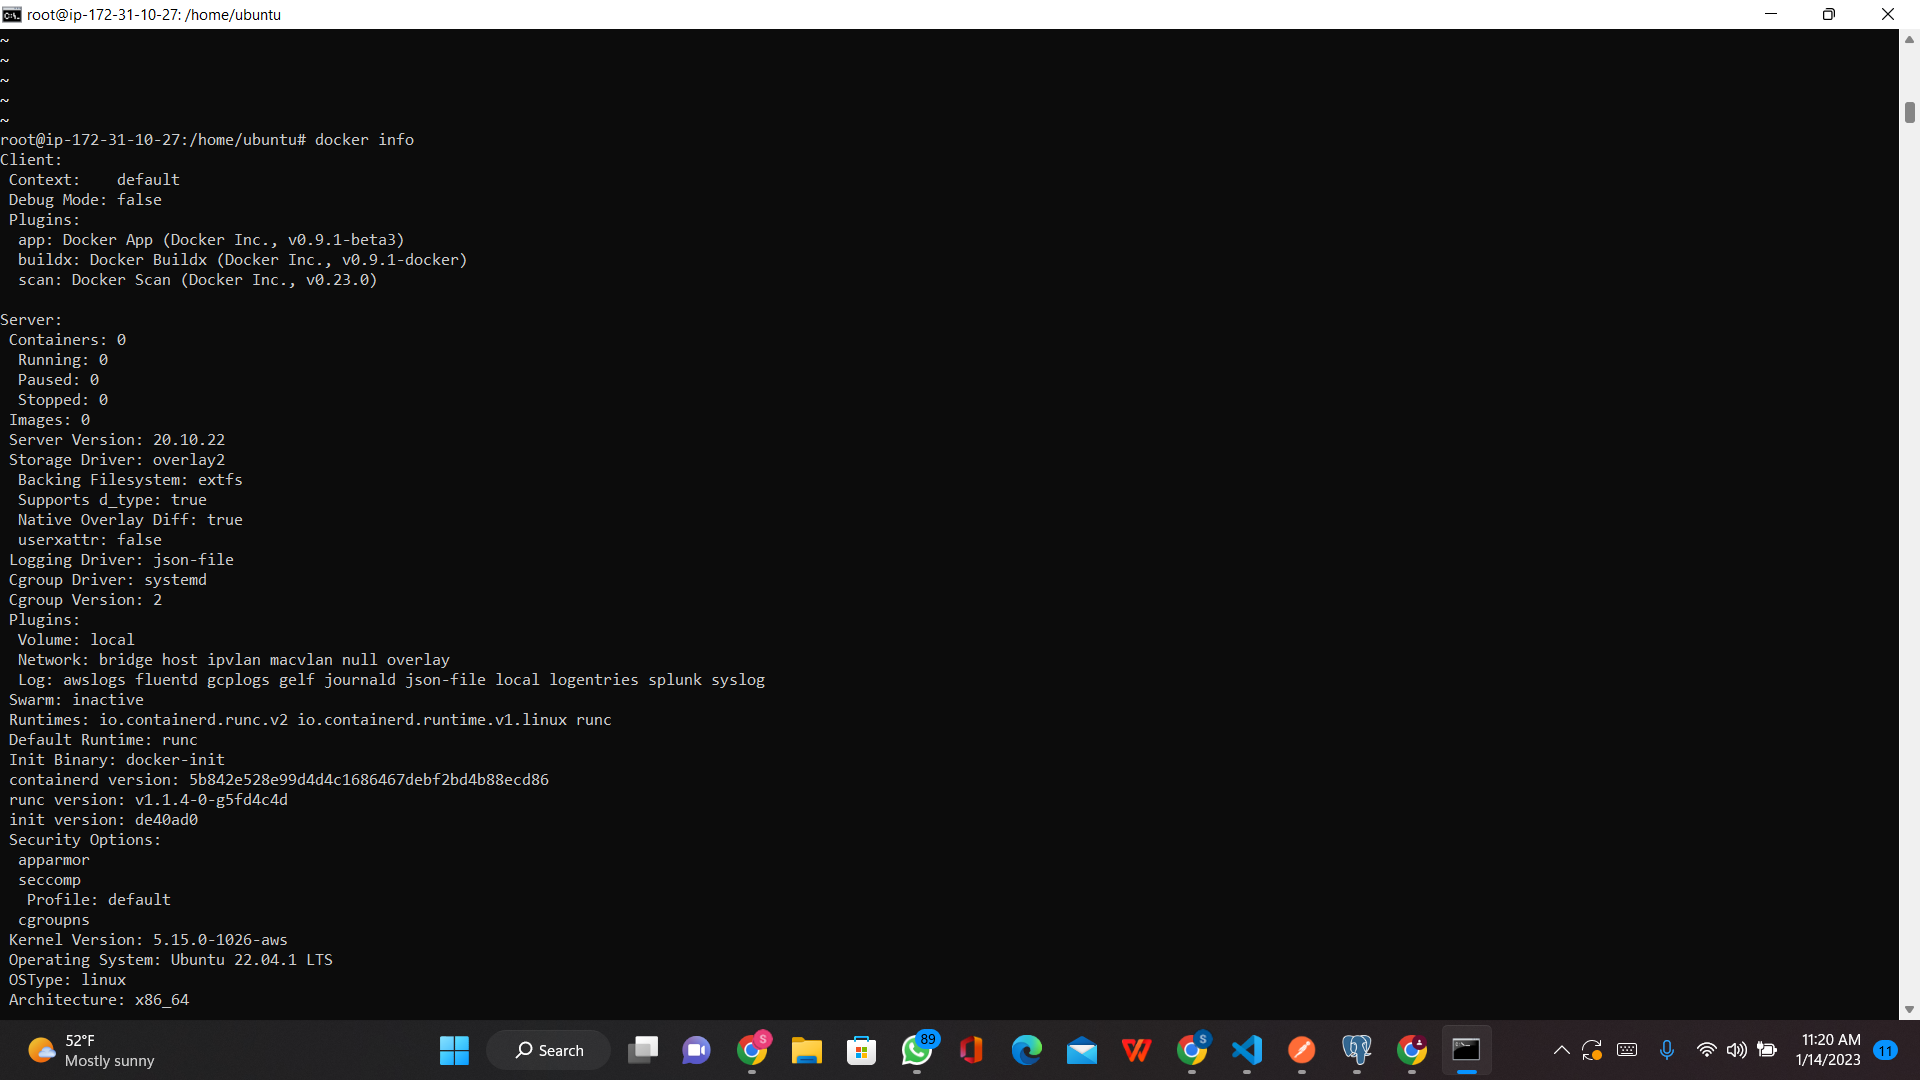 root@ip-172-31-10-27: /home/ubuntu
~
~
~
~
~
root@ip-172-31-10-27:/home/ubuntu# docker info
Client:
 Context:    default
 Debug Mode: false
 Plugins:
  app: Docker App (Docker Inc., v0.9.1-beta3)
  buildx: Docker Buildx (Docker Inc., v0.9.1-docker)
  scan: Docker Scan (Docker Inc., v0.23.0)

Server:
 Containers: 0
  Running: 0
  Paused: 0
  Stopped: 0
 Images: 0
 Server Version: 20.10.22
 Storage Driver: overlay2
  Backing Filesystem: extfs
  Supports d_type: true
  Native Overlay Diff: true
  userxattr: false
 Logging Driver: json-file
 Cgroup Driver: systemd
 Cgroup Version: 2
 Plugins:
  Volume: local
  Network: bridge host ipvlan macvlan null overlay
  Log: awslogs fluentd gcplogs gelf journald json-file local logentries splunk syslog
 Swarm: inactive
 Runtimes: io.containerd.runc.v2 io.containerd.runtime.v1.linux runc
 Default Runtime: runc
 Init Binary: docker-init
 containerd version: 5b842e528e99d4d4c1686467debf2bd4b88ecd86
 runc version: v1.1.4-0-g5fd4c4d
 init version: de40ad0
 Security Options:
  apparmor
  seccomp
   Profile: default
  cgroupns
 Kernel Version: 5.15.0-1026-aws
 Operating System: Ubuntu 22.04.1 LTS
 OSType: linux
 Architecture: x86_64
52°F
Mostly sunny
Search
S
89
S
11:20 AM
1/14/2023
11